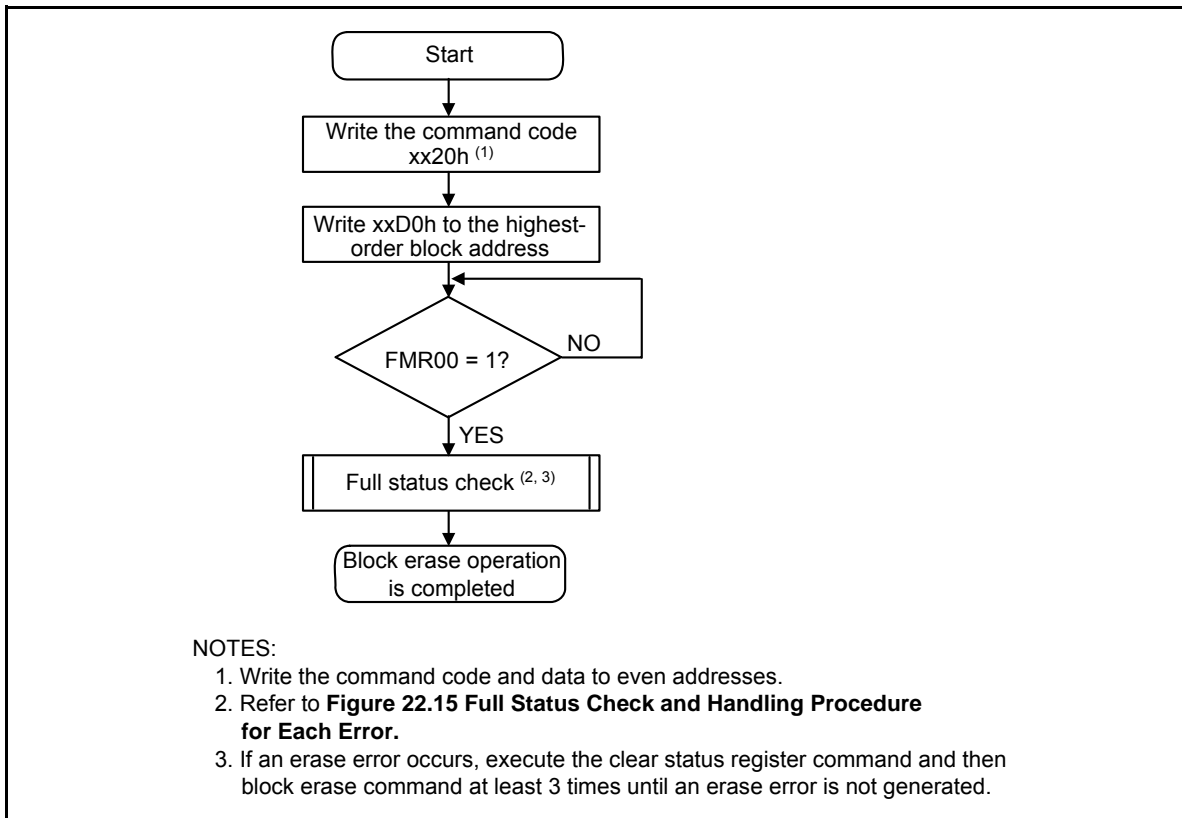 Start
Write the command code
xx20h (1)
Write xxD0h to the highest-
order block address
FMR00 = 1?
NO
YES
Full status check (2, 3)
Block erase operation
is completed
NOTES:
1. Write the command code and data to even addresses.
2. Refer to Figure 22.15 Full Status Check and Handling Procedure
for Each Error.
3. If an erase error occurs, execute the clear status register command and then
block erase command at least 3 times until an erase error is not generated.